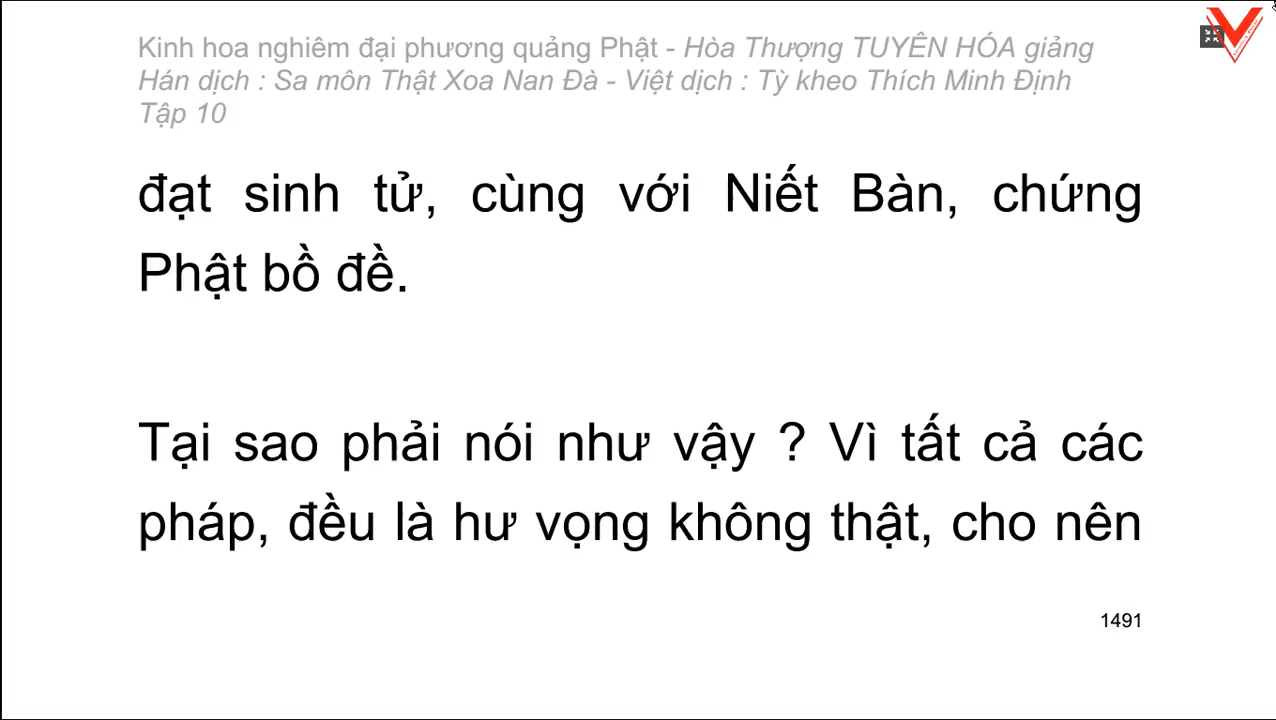 Kinh hoa nghiêm đại phương quảng Phật - Hòa Thượng TUYÊN HÓA giảng
Hán dịch : Sa môn Thật Xoa Nan Đà - Việt dịch : Tỳ kheo Thích Minh Định
Tập 10
đạt sinh tử, cùng với Niết Bàn, chứng
Phật bồ đề.
Tại sao phải nói như vậy ? Vì tất cả các
pháp, đều là hư vọng không thật, cho nên
1491